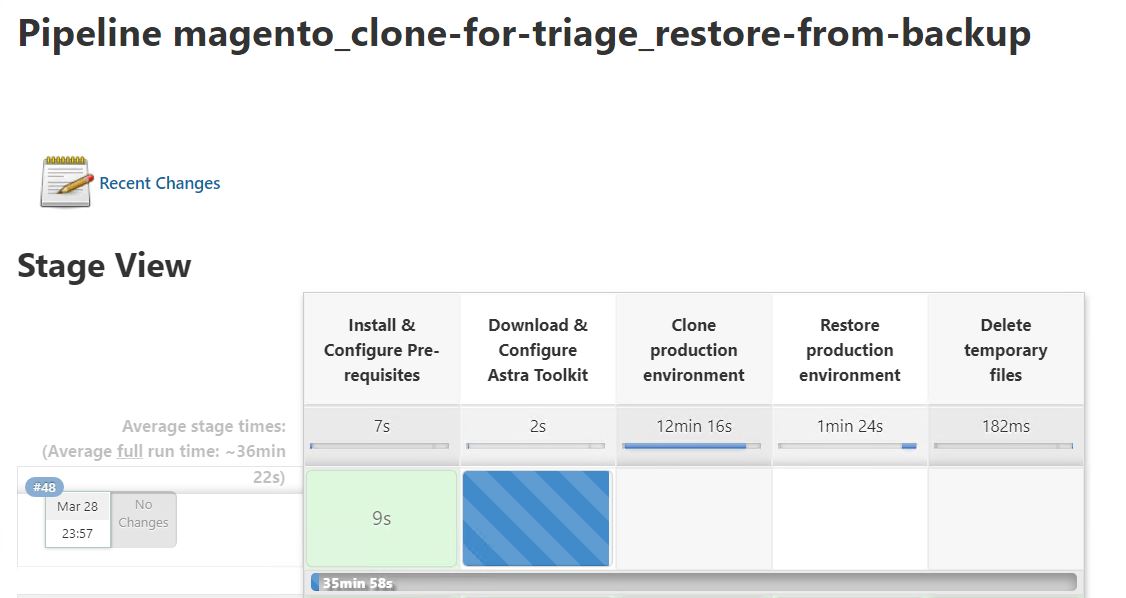 Pipeline magento_clone-for-triage_restore-from-backup
Recent Changes
Stage View
Install &
Configure Pre-
requisites
Download &
Configure
Astra Toolkit
Clone
production
environment
Restore
production
environment
Delete
temporary
files
Average stage times:
(Average full run time: ~36min
22s)
7s
2s
12min 16s
1min 24s
182ms
#48
Mar 28
23:57
No
Changes
9s
35min 58s